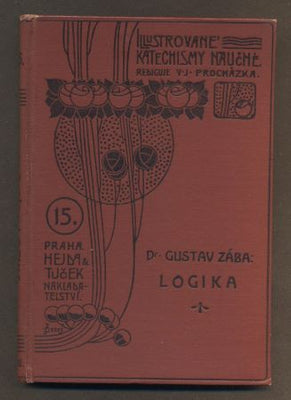 ILLUSTROVANÉ
KATECHISMY NAUČNÉ.
REDIGUJE V·J· PROCHÁZKA.
15.
PRAHA
HEJDA &
TUČEK
NAKLADA-
TELSTVÍ.
Dr· GUSTAV ZÁBA:
LOGIKA